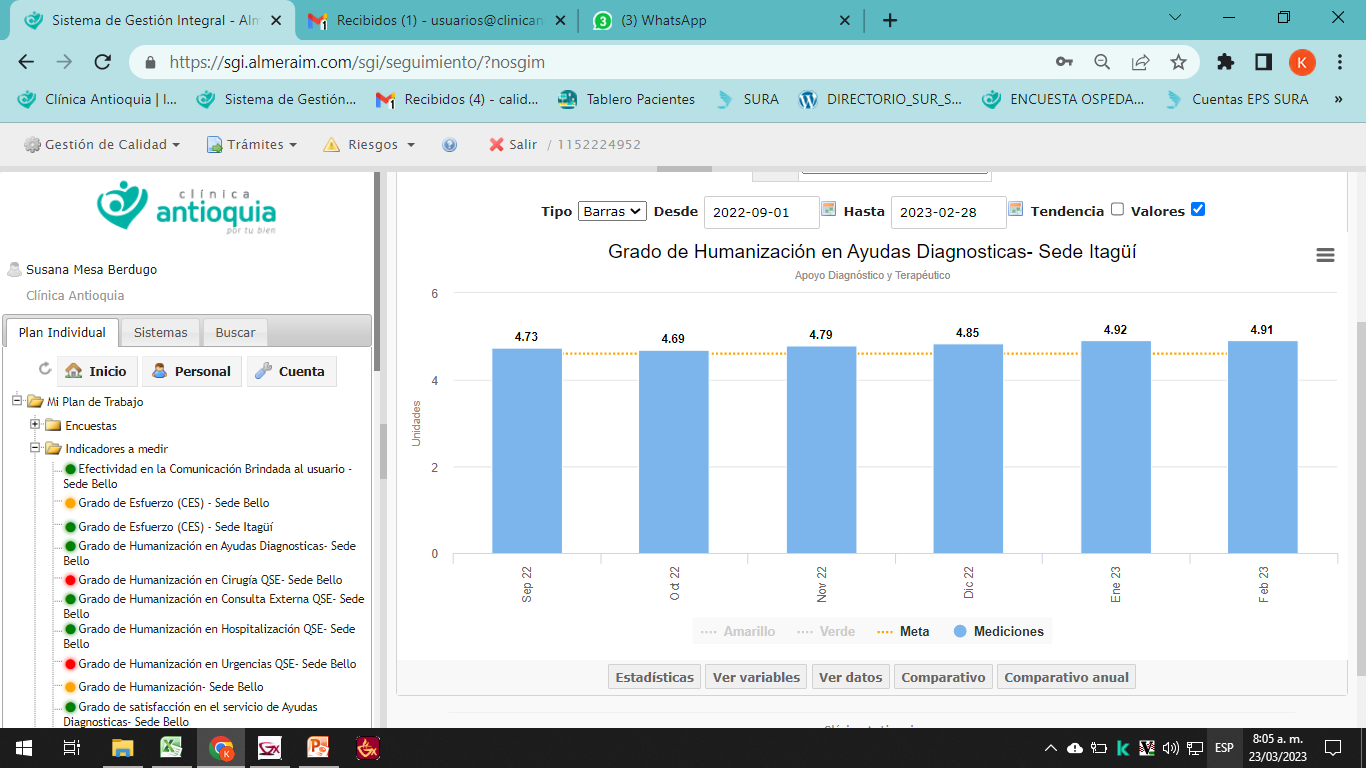 Sistema de Gestión Integral - Alm
Recibidos (1) - usuarios@clinican
3
(3) WhatsApp
https://sgi.almeraim.com/sgi/seguimiento/?nosgim
K
Clínica Antioquia | I...
Sistema de Gestión...
Recibidos (4) - calid...
Tablero Pacientes
SURA
DIRECTORIO_SUR_S...
ENCUESTA OSPEDA...
Cuentas EPS SURA
»
Gestión de Calidad
Trámites
Riesgos
Salir / 1152224952
clínica
antioquia
por tu bien
Susana Mesa Berdugo
Clínica Antioquia
Plan Individual
Sistemas
Buscar
Inicio
Personal
Cuenta
Mi Plan de Trabajo
Encuestas
Indicadores a medir
Efectividad en la Comunicación Brindada al usuario -
Sede Bello
Grado de Esfuerzo (CES) - Sede Bello
Grado de Esfuerzo (CES) - Sede Itagüí
Grado de Humanización en Ayudas Diagnosticas- Sede
Bello
Grado de Humanización en Cirugía QSE- Sede Bello
Grado de Humanización en Consulta Externa QSE- Sede
Bello
Grado de Humanización en Hospitalización QSE- Sede
Bello
Grado de Humanización en Urgencias QSE- Sede Bello
Grado de Humanización- Sede Bello
Grado de satisfacción en el servicio de Ayudas
Diagnosticas- Sede Bello
Tipo Barras Desde 2022-09-01 Hasta 2023-02-28 Tendencia Valores
Grado de Humanización en Ayudas Diagnosticas- Sede Itagüí
Apoyo Diagnóstico y Terapéutico
Unidades
6
4
2
0
4.73
4.69
4.79
4.85
4.92
4.91
Sep 22
Oct 22
Nov 22
Dic 22
Ene 23
Feb 23
Amarillo
Verde
Meta
Mediciones
Estadísticas
Ver variables
Ver datos
Comparativo
Comparativo anual
ESP
8:05 a. m.
23/03/2023